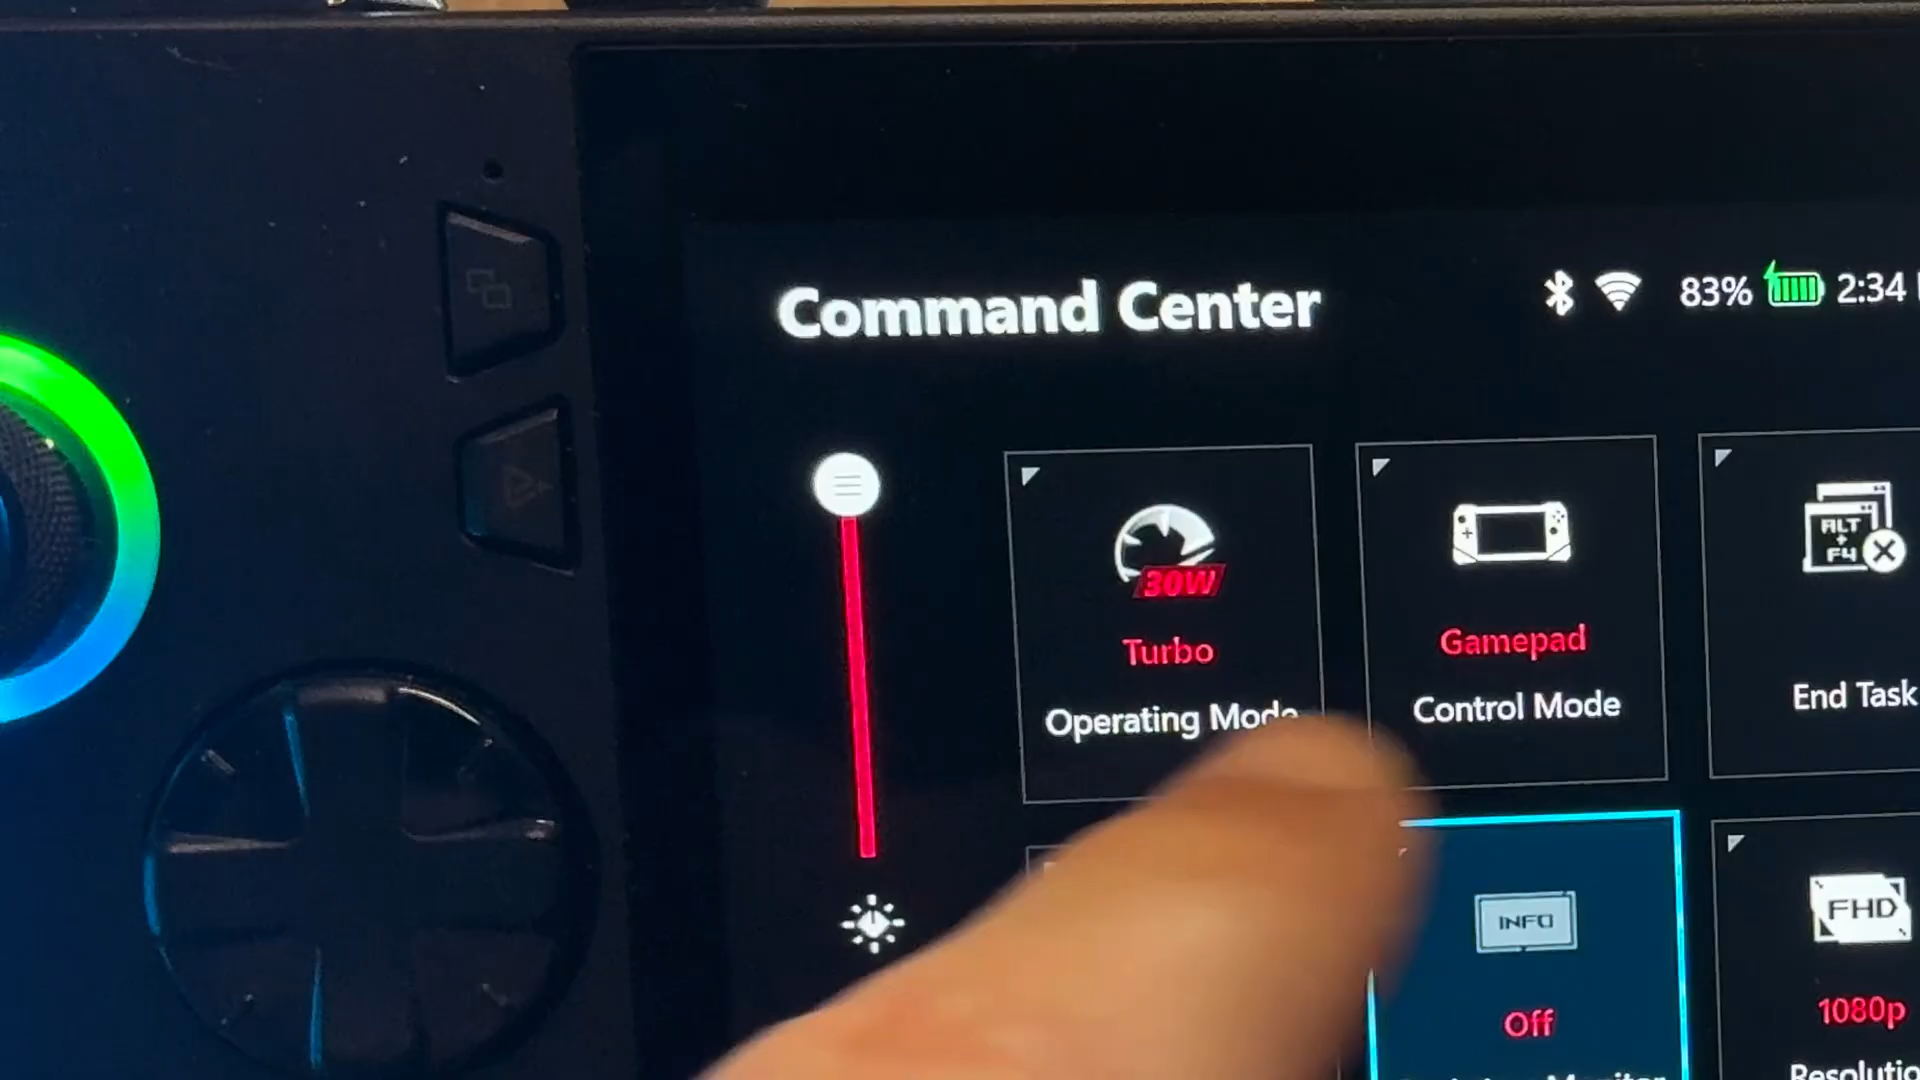 Command Center
83%
2:34
30W
Turbo
Operating Mode
Gamepad
Control Mode
ALT
+
F4
End Task
INFO
Off
FHD
1080p